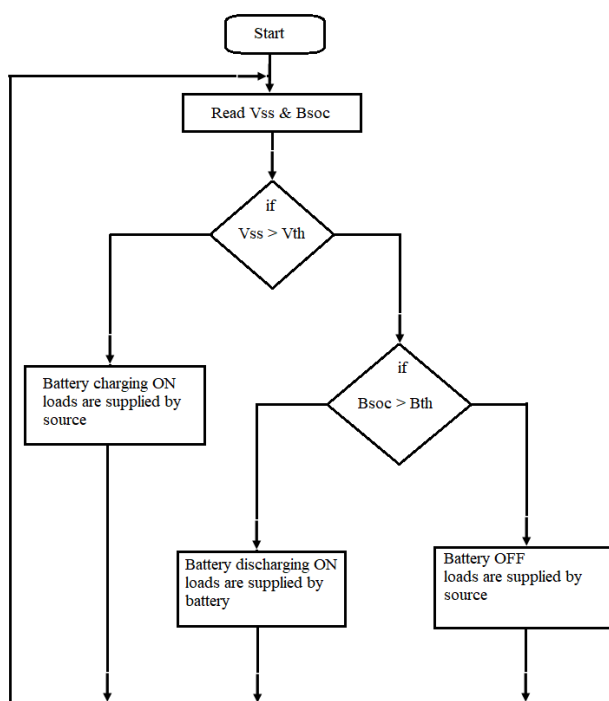 Start
Read Vss & Bsoc
if
Vss > Vth
Battery charging ON
loads are supplied by
source
if
Bsoc > Bth
Battery discharging ON
loads are supplied by
battery
Battery OFF
loads are supplied by
source